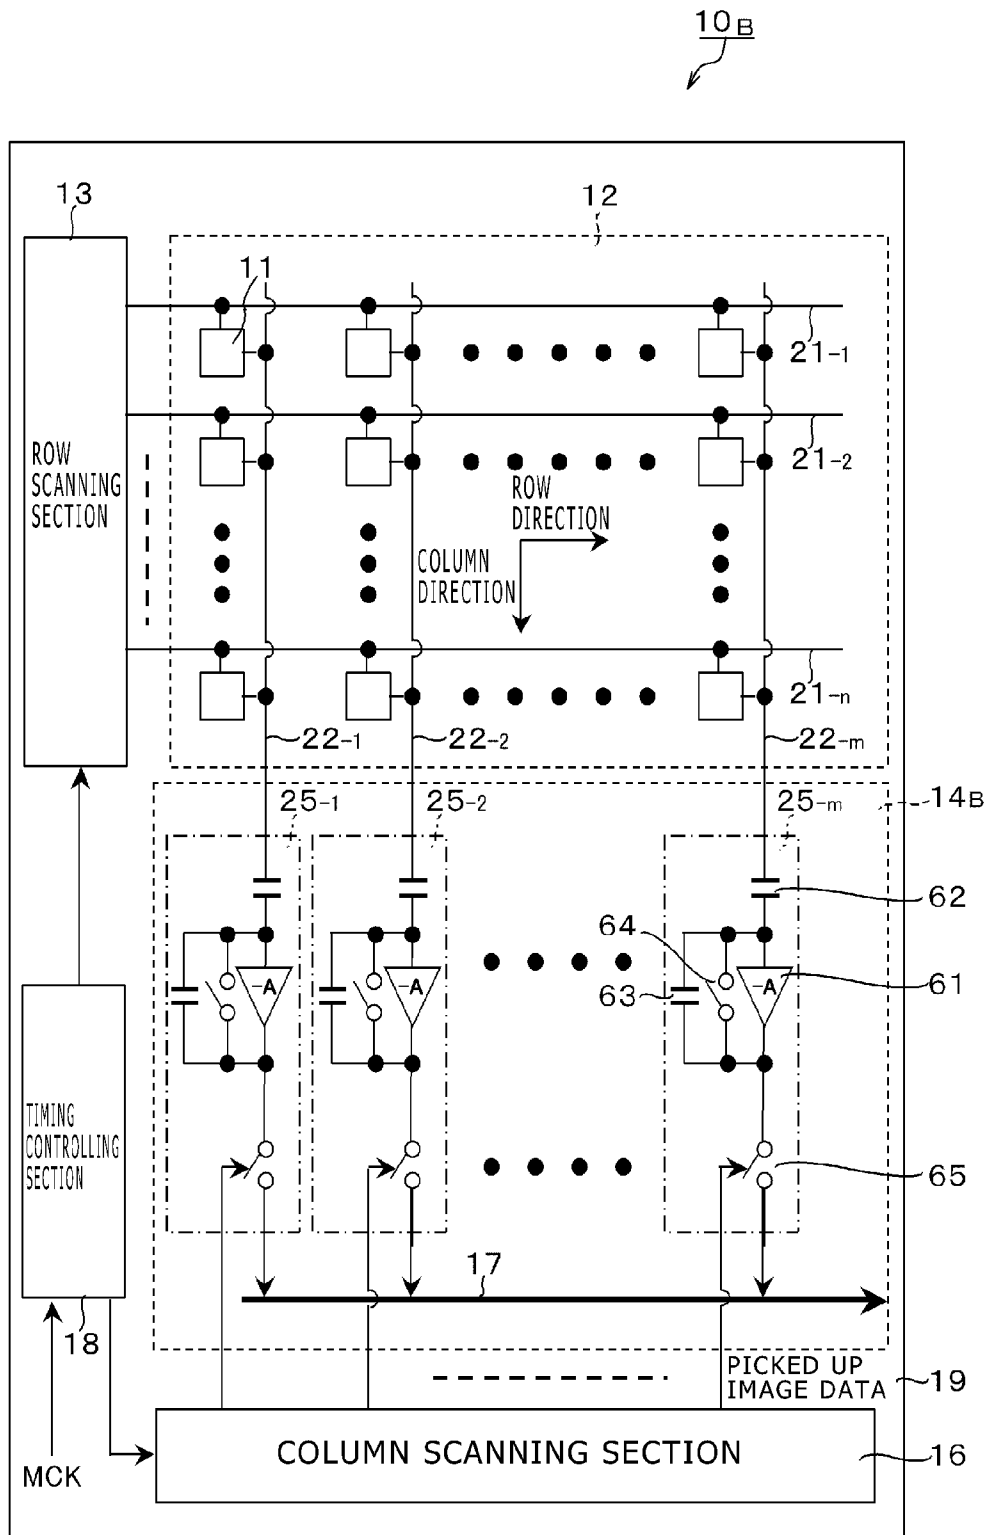 10B
13
12
11
21-1
21-2
ROW
SCANNING
SECTION
ROW
DIRECTION
COLUMN
DIRECTION
21-n
22-1
22-2
22-m
25-1
25-2
25-m
14B
62
64
-A
-A
-A
61
63
TIMING
CONTROLLING
SECTION
65
17
18
PICKED UP
IMAGE DATA
19
COLUMN SCANNING SECTION
16
MCK